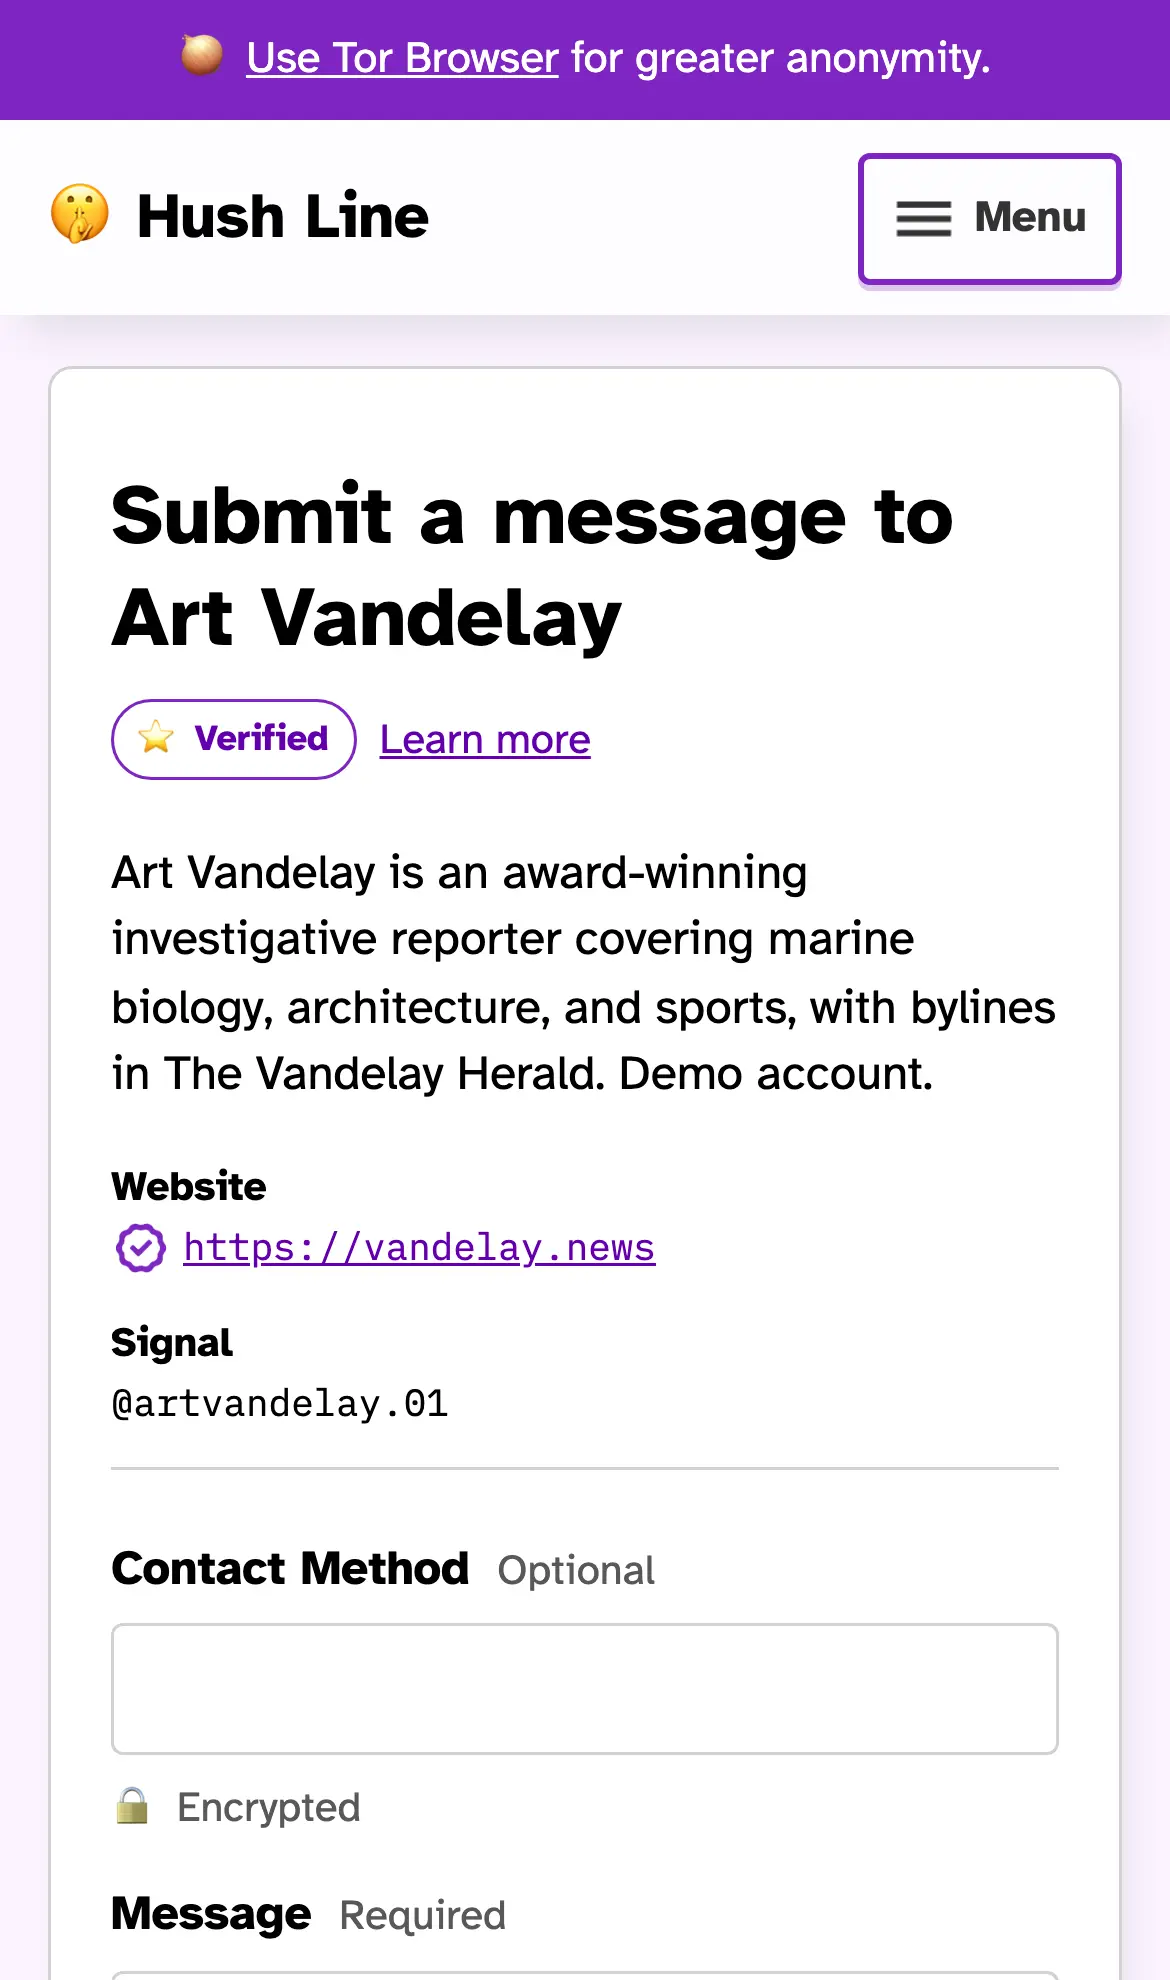 Use Tor Browser for greater anonymity.
Hush Line
Menu
Submit a message to
Art Vandelay
Verified Learn more
Art Vandelay is an award-winning
investigative reporter covering marine
biology, architecture, and sports, with bylines
in The Vandelay Herald. Demo account.
Website
https://vandelay.news
Signal
@artvandelay.01
Contact Method Optional
Encrypted
Message Required